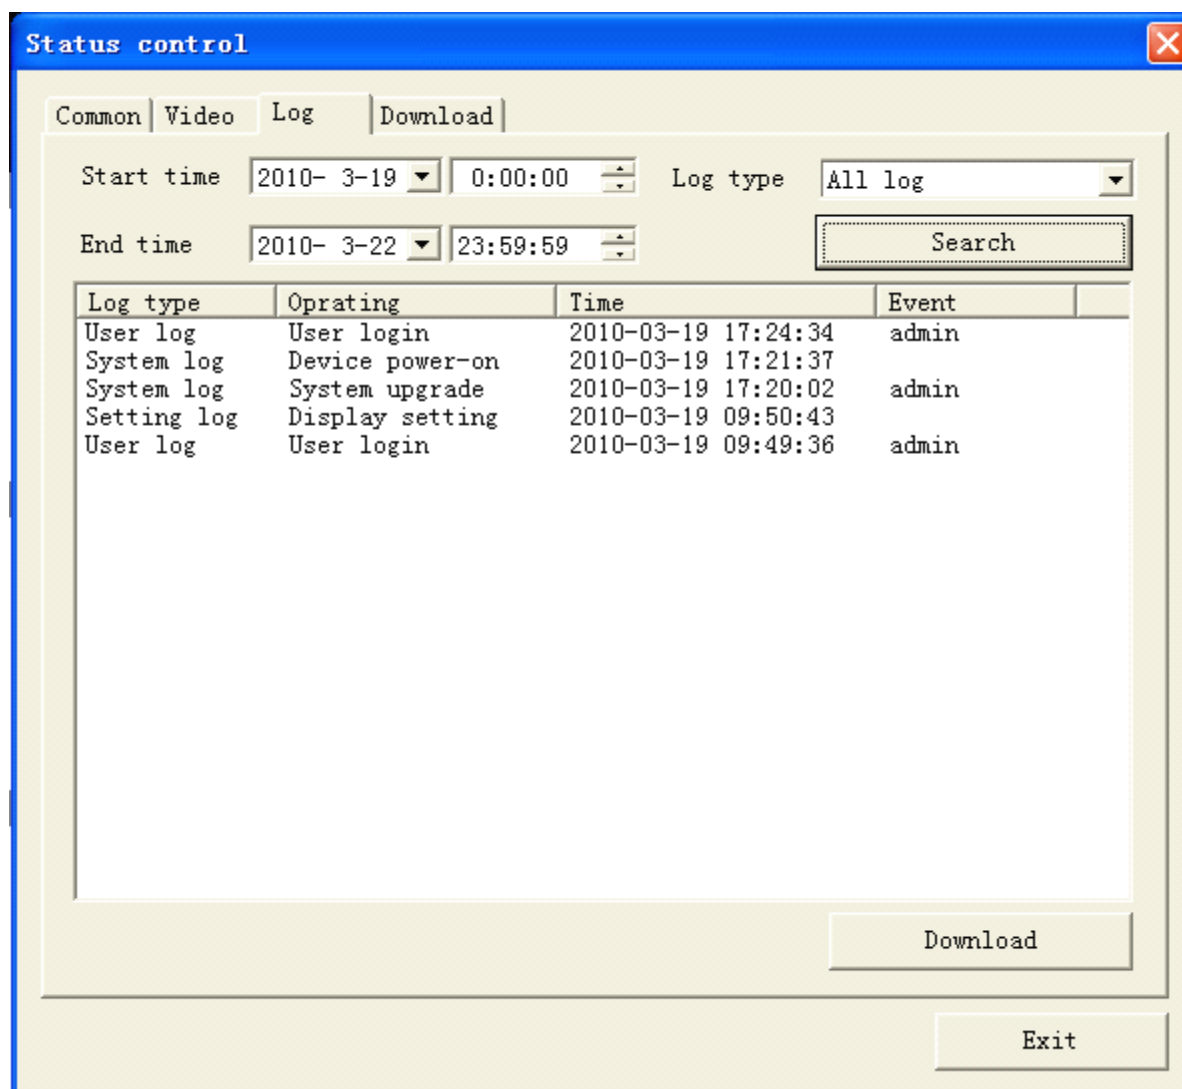 Status control
Common Video Log Download
Start time 2010- 3-19 0:00:00 Log type All log
End time 2010- 3-22 23:59:59 Search
Log type Oprating Time Event
User log User login 2010-03-19 17:24:34 admin
System log Device power-on 2010-03-19 17:21:37
System log System upgrade 2010-03-19 17:20:02 admin
Setting log Display setting 2010-03-19 09:50:43
User log User login 2010-03-19 09:49:36 admin
Download
Exit